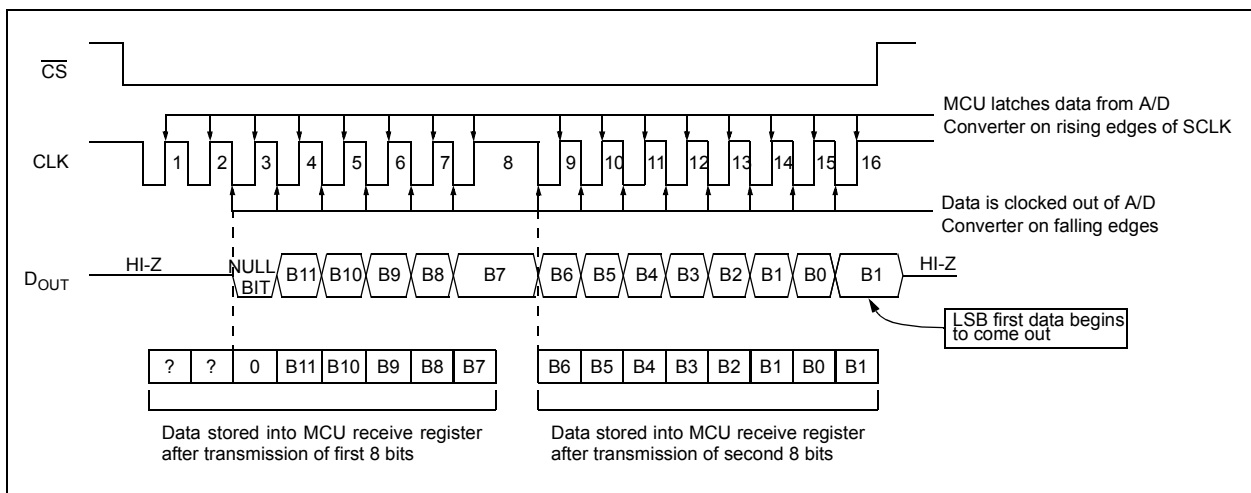 CS
MCU latches data from A/D
Converter on rising edges of SCLK
CLK
1 2 3 4 5 6 7 8 9 10 11 12 13 14 15 16
Data is clocked out of A/D
Converter on falling edges
DOUT
HI-Z
NULL
BIT
B11 B10 B9 B8 B7 B6 B5 B4 B3 B2 B1 B0 B1
HI-Z
LSB first data begins
to come out
? ? 0 B11 B10 B9 B8 B7
B6 B5 B4 B3 B2 B1 B0 B1
Data stored into MCU receive register
after transmission of first 8 bits
Data stored into MCU receive register
after transmission of second 8 bits